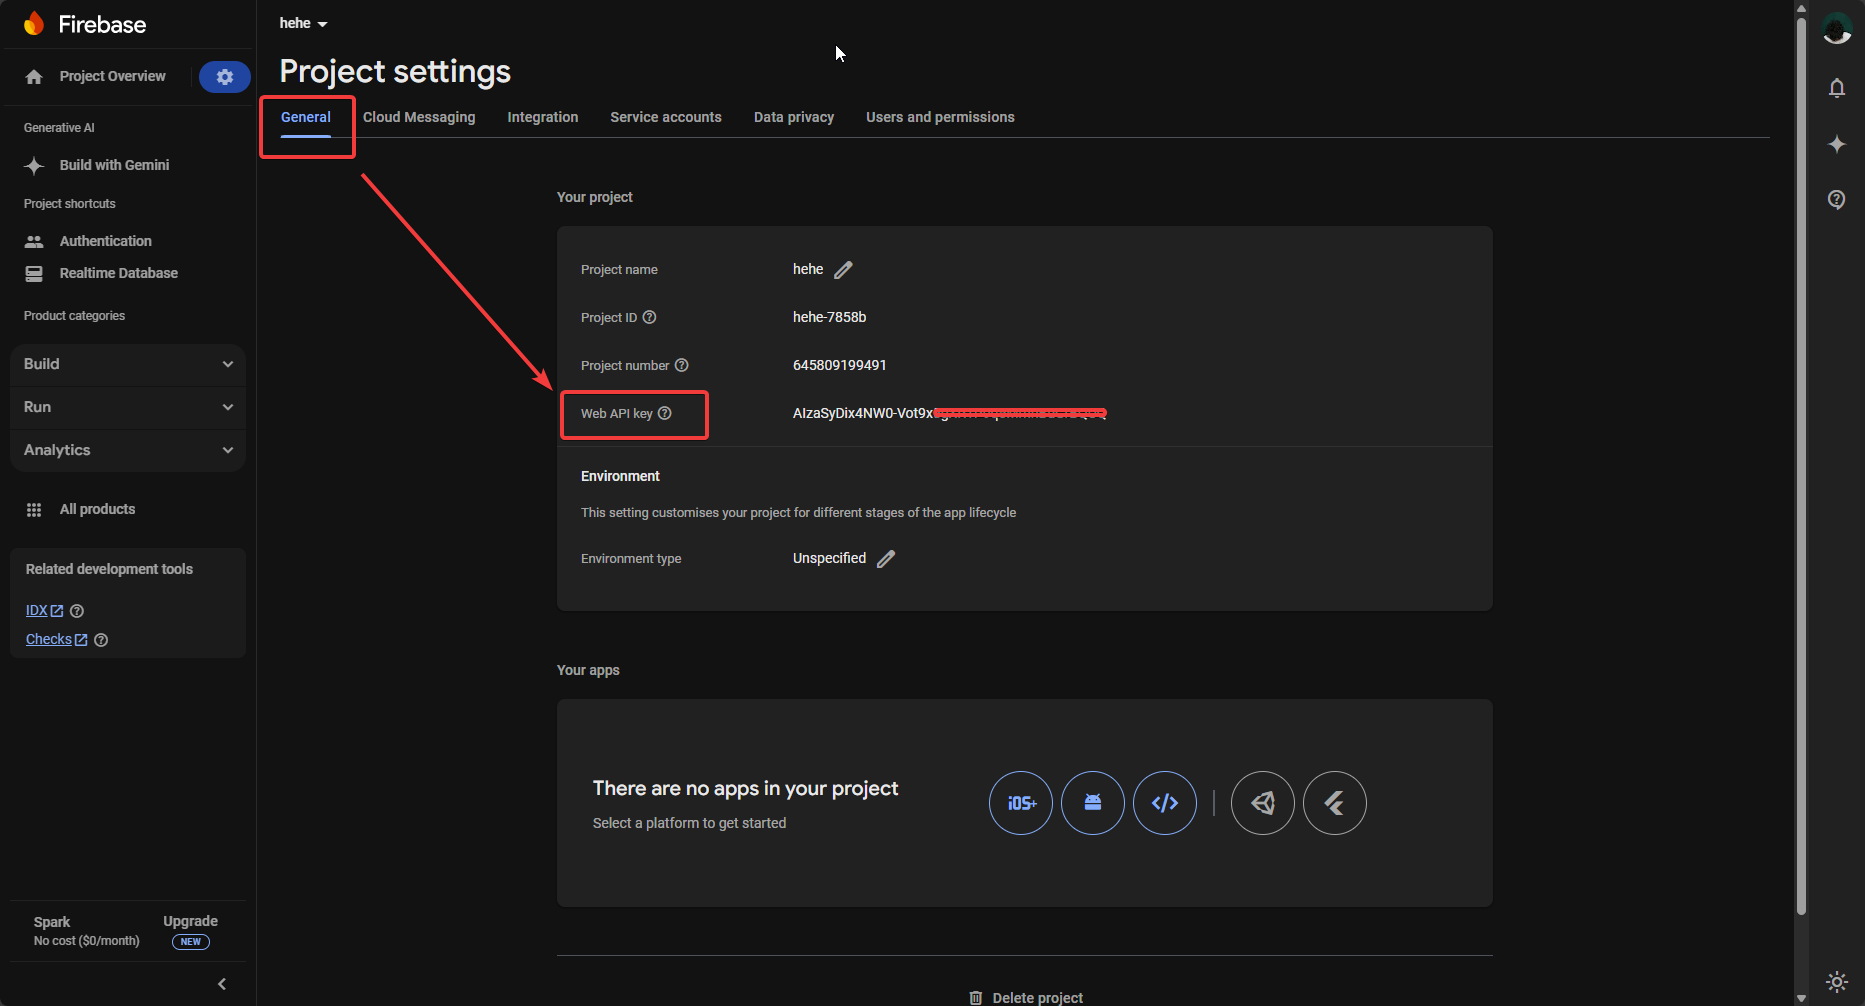 Firebase
hehe
Project Overview
Project settings
General
Cloud Messaging
Integration
Service accounts
Data privacy
Users and permissions
Generative AI
Build with Gemini
Project shortcuts
Authentication
Realtime Database
Product categories
Build
Run
Analytics
All products
Related development tools
IDX
Checks
Spark
No cost ($0/month)
Upgrade
NEW
Your project
Project name
hehe
Project ID
hehe-7858b
Project number
645809199491
Web API key
AIzaSyDix4NW0-Vot9x
Environment
This setting customises your project for different stages of the app lifecycle
Environment type
Unspecified
Your apps
There are no apps in your project
Select a platform to get started
iOS+
Delete project